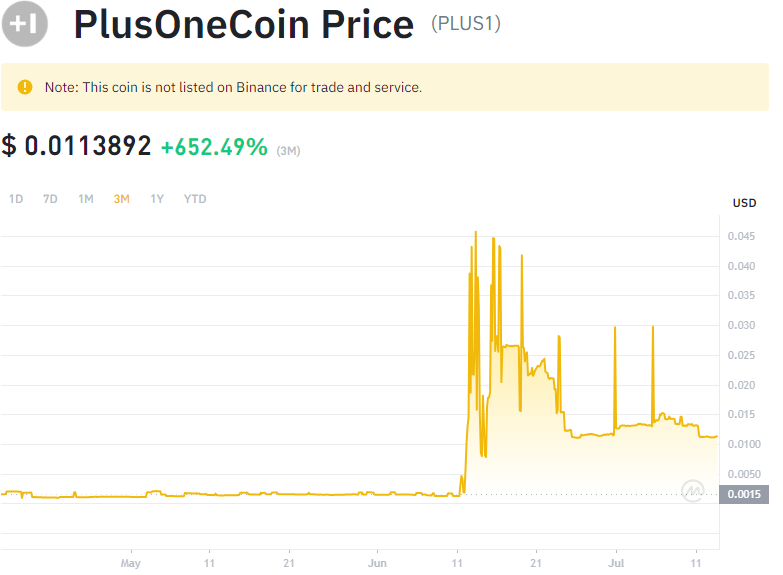 +1 PlusOneCoin Price (PLUS1)
Note: This coin is not listed on Binance for trade and service.
$ 0.0113892 +652.49% (3M)
1D 7D 1M 3M 1Y YTD
USD
0.045
0.040
0.035
0.030
0.025
0.020
0.015
0.0100
0.0050
0.0015
May 11 21 Jun 11 21 Jul 11